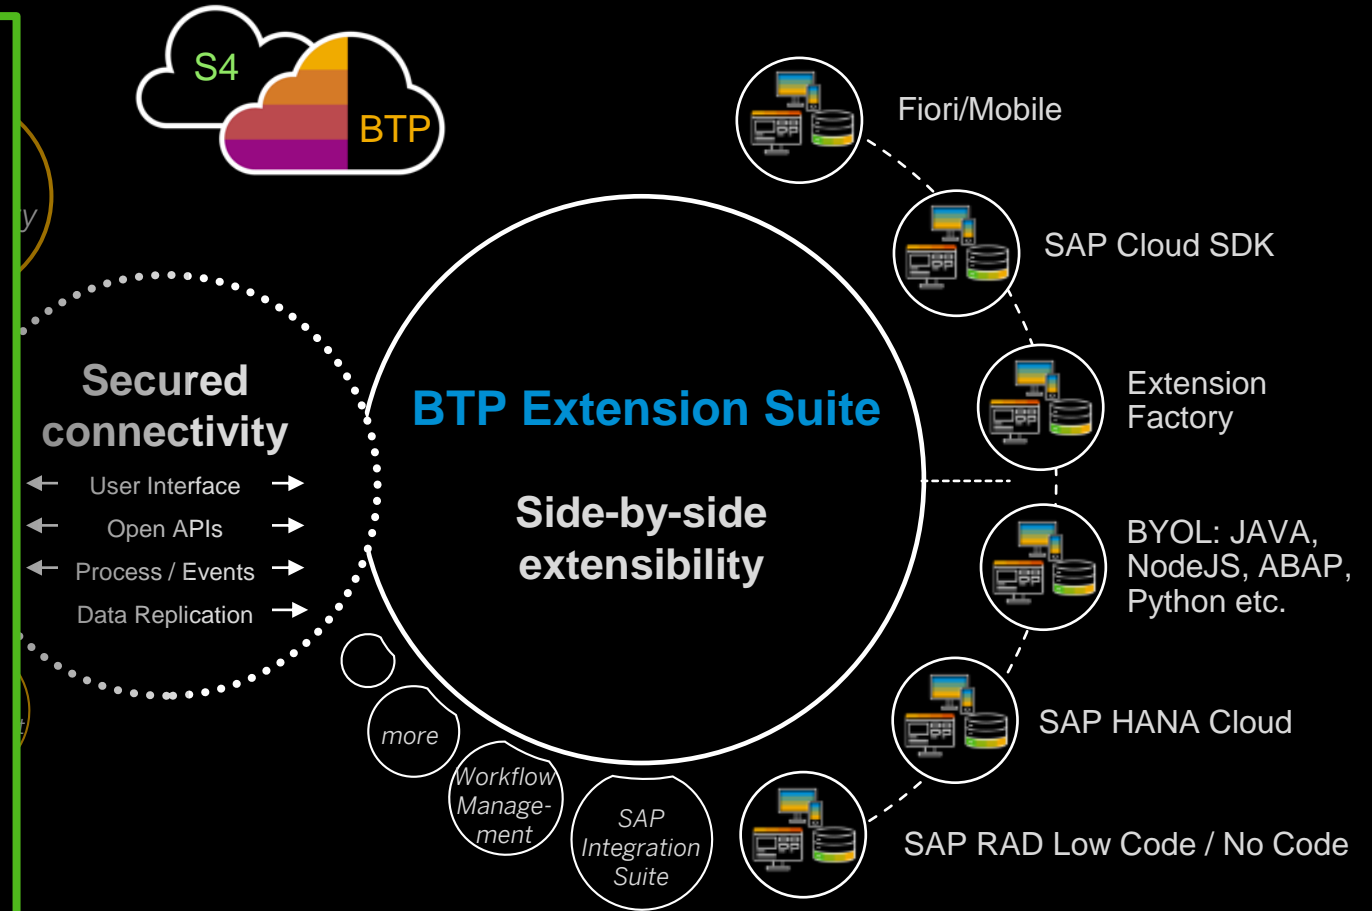 S4
BTP
Fiori/Mobile
SAP Cloud SDK
Extension
Factory
BYOL: JAVA,
NodeJS, ABAP,
Python etc.
SAP HANA Cloud
SAP RAD Low Code / No Code
BTP Extension Suite
Side-by-side
extensibility
Secured
connectivity
User Interface
Open APIs
Process / Events
Data Replication
more
Workflow
Manage-
ment
SAP
Integration
Suite
y